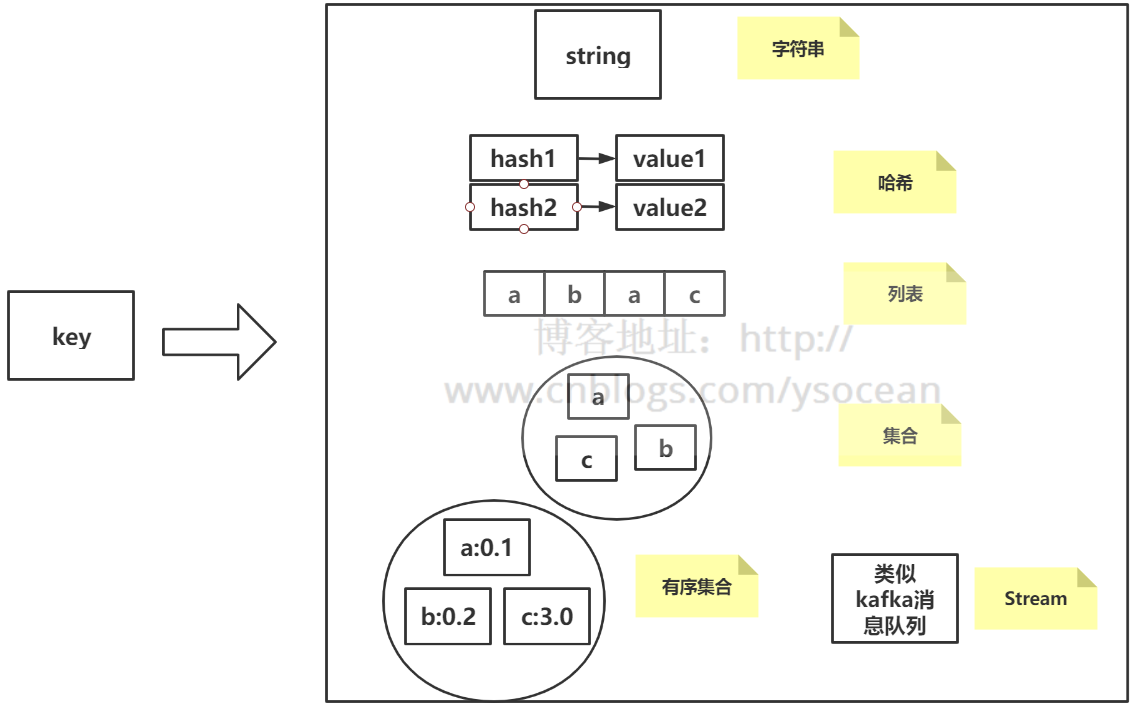 string
字符串
hash1
value1
hash2
value2
哈希
a
b
a
c
列表
key
博客地址：http://
www.cnblogs.com/ysocean
a
c
b
集合
a:0.1
b:0.2
c:3.0
有序集合
类似
kafka消
息队列
Stream